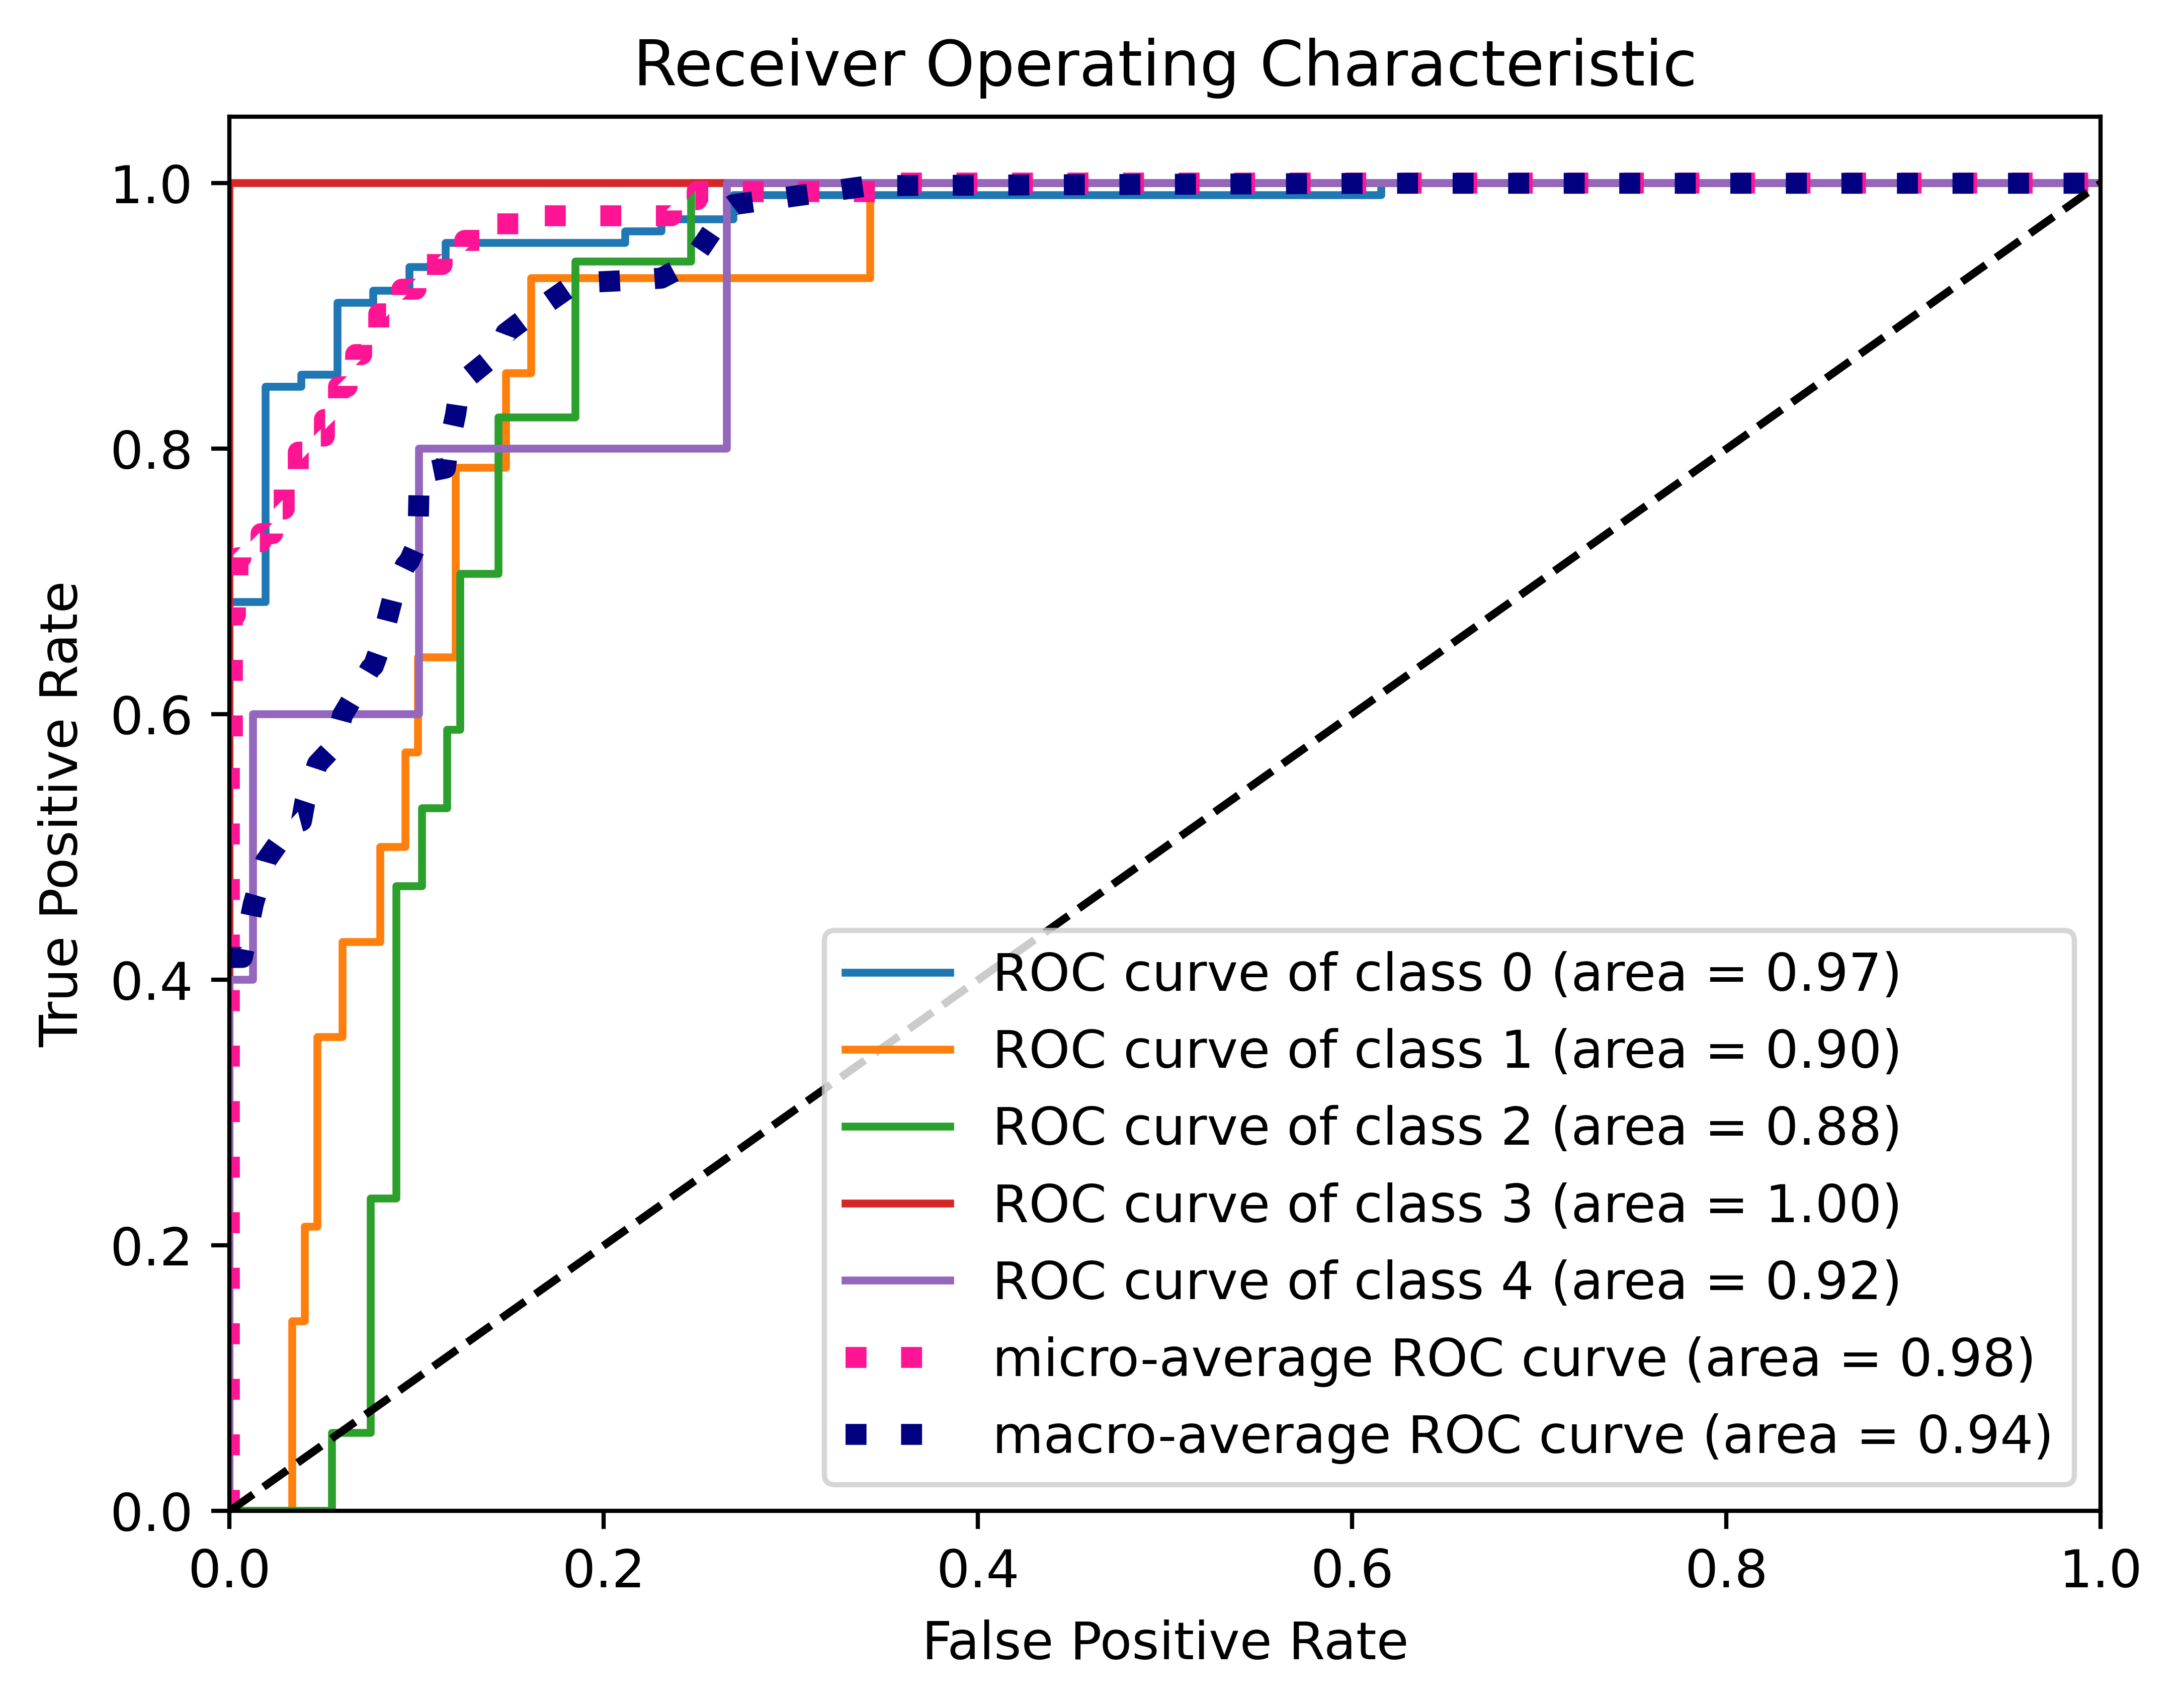 Receiver Operating Characteristic
1.0
0.8
0.6
0.4
0.2
0.0
True Positive Rate
ROC curve of class 0 (area = 0.97)
ROC curve of class 1 (area = 0.90)
ROC curve of class 2 (area = 0.88)
ROC curve of class 3 (area = 1.00)
ROC curve of class 4 (area = 0.92)
micro-average ROC curve (area = 0.98)
macro-average ROC curve (area = 0.94)
0.0 0.2 0.4 0.6 0.8 1.0
False Positive Rate